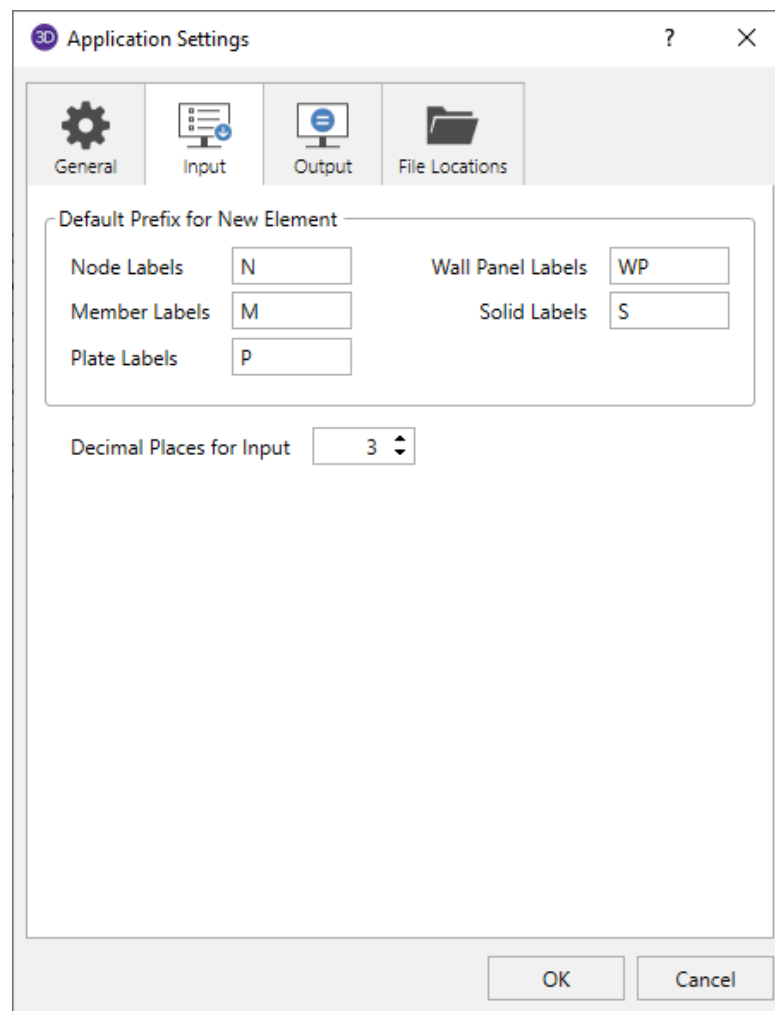 3D Application Settings ?
General Input Output File Locations
Default Prefix for New Element
Node Labels N Wall Panel Labels WP
Member Labels M Solid Labels S
Plate Labels P
Decimal Places for Input 3
OK Cancel